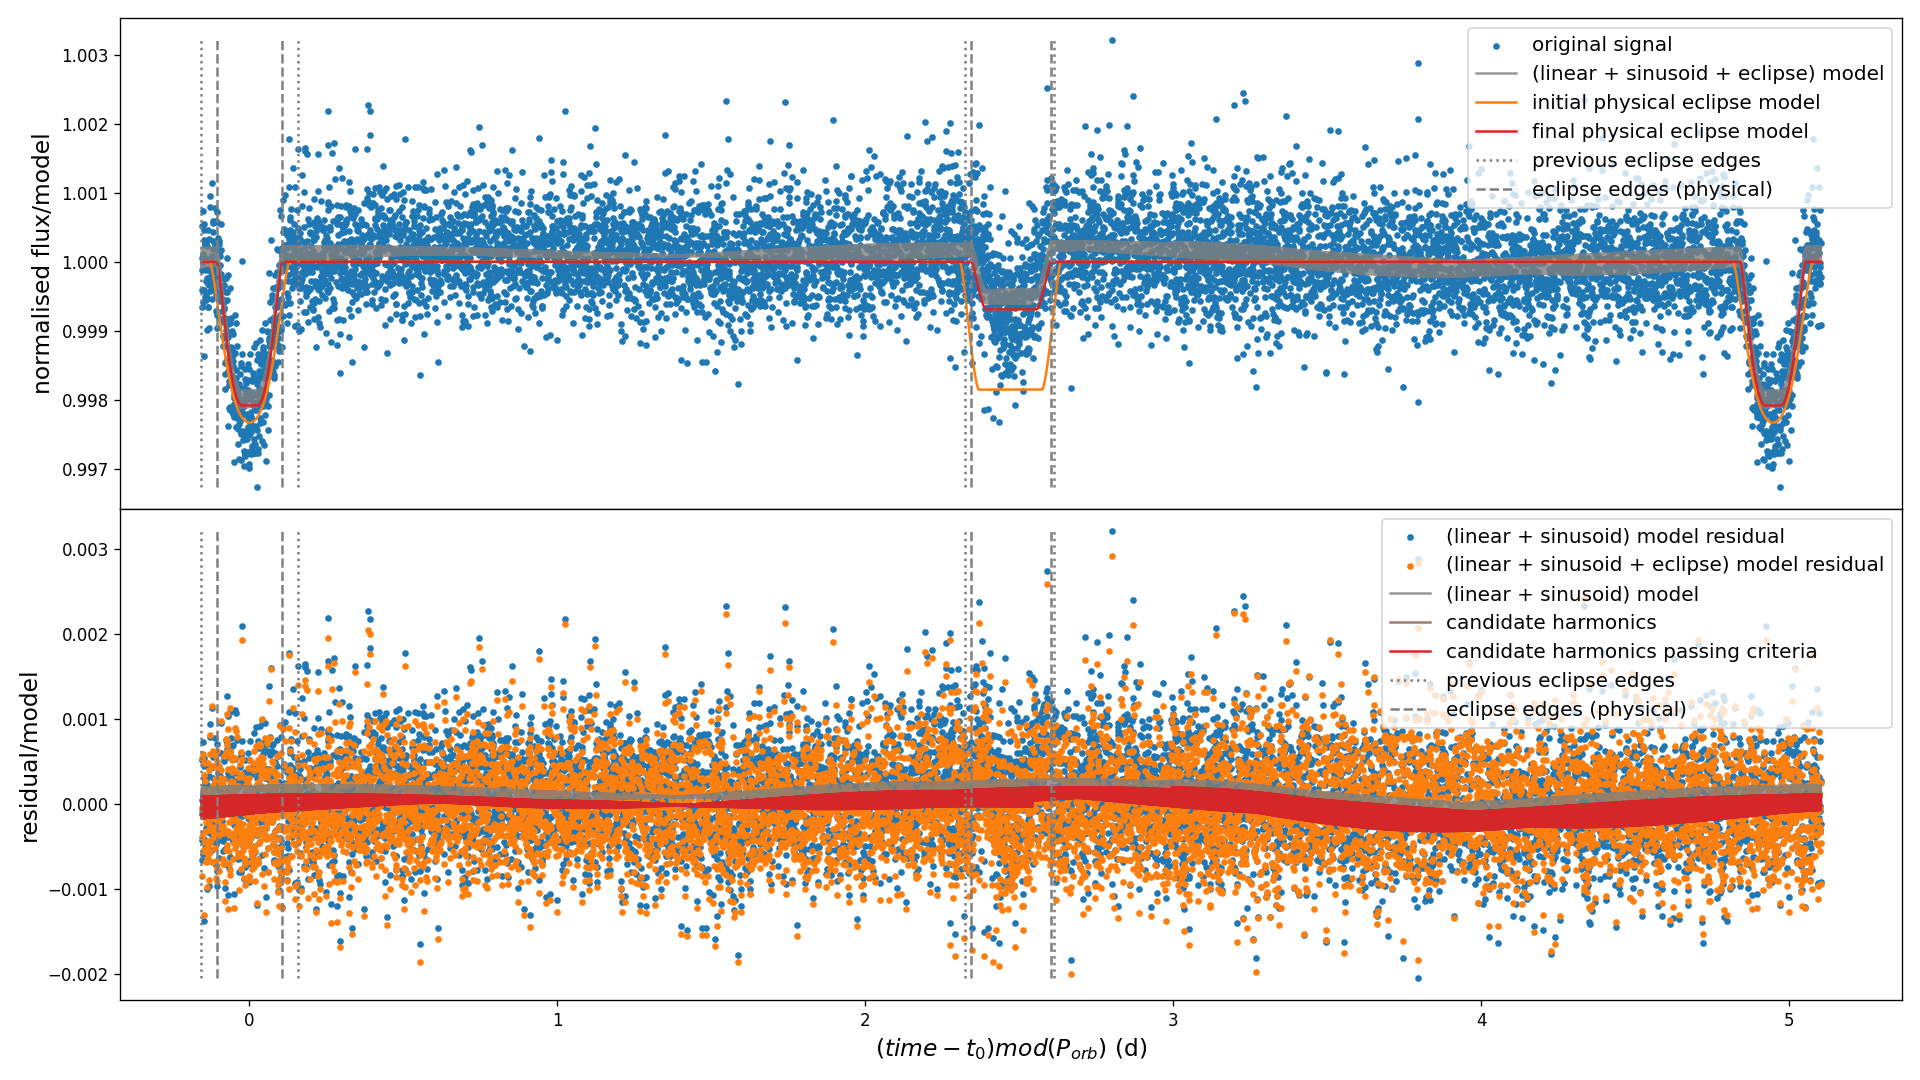 1.003
1.002
1.001
1.000
0.999
0.998
0.997
normalised flux/model
original signal
(linear + sinusoid + eclipse) model
initial physical eclipse model
final physical eclipse model
previous eclipse edges
eclipse edges (physical)
0.003
0.002
0.001
0.000
−0.001
−0.002
residual/model
(linear + sinusoid) model residual
(linear + sinusoid + eclipse) model residual
(linear + sinusoid) model
candidate harmonics
candidate harmonics passing criteria
previous eclipse edges
eclipse edges (physical)
0 1 2 3 4 5
(time − t₀)mod(P_orb) (d)